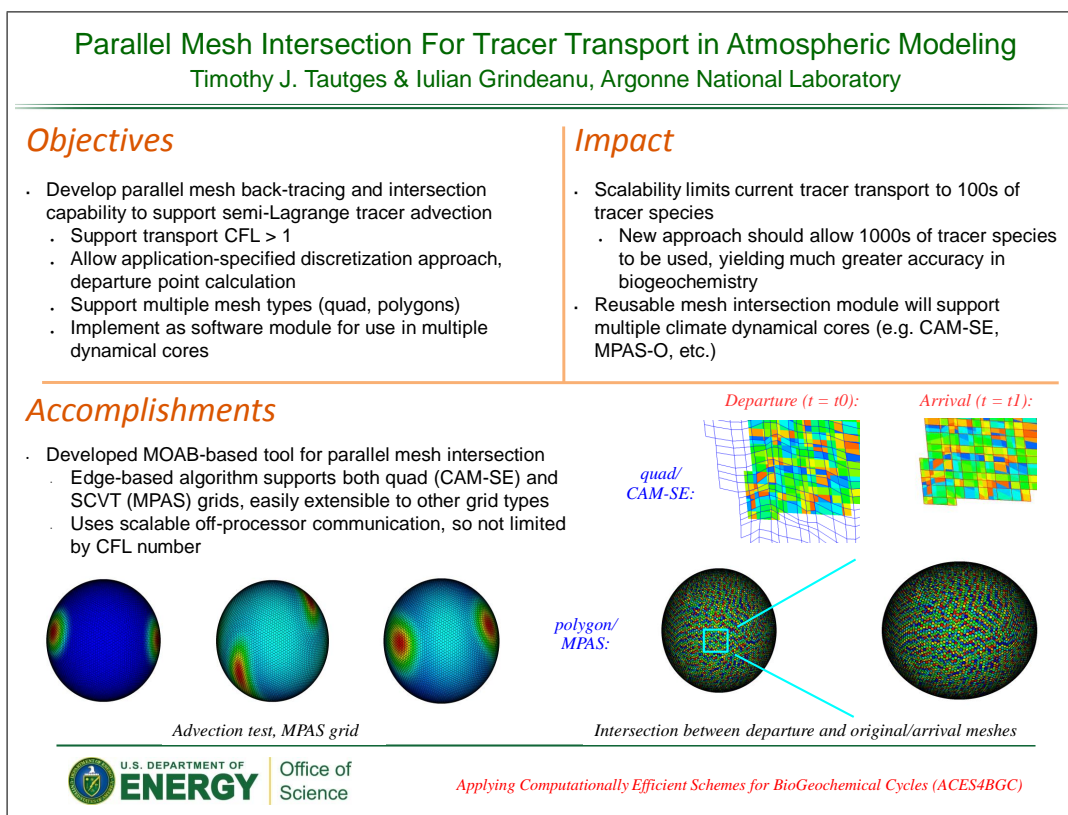 Parallel Mesh Intersection For Tracer Transport in Atmospheric Modeling
Timothy J. Tautges & Iulian Grindeanu, Argonne National Laboratory
Objectives
· Develop parallel mesh back-tracing and intersection
capability to support semi-Lagrange tracer advection
· Support transport CFL > 1
· Allow application-specified discretization approach,
departure point calculation
· Support multiple mesh types (quad, polygons)
· Implement as software module for use in multiple
dynamical cores
Impact
· Scalability limits current tracer transport to 100s of
tracer species
· New approach should allow 1000s of tracer species
to be used, yielding much greater accuracy in
biogeochemistry
· Reusable mesh intersection module will support
multiple climate dynamical cores (e.g. CAM-SE,
MPAS-O, etc.)
Accomplishments
· Developed MOAB-based tool for parallel mesh intersection
· Edge-based algorithm supports both quad (CAM-SE) and
SCVT (MPAS) grids, easily extensible to other grid types
· Uses scalable off-processor communication, so not limited
by CFL number
Departure (t = t0):
Arrival (t = t1):
quad/
CAM-SE:
polygon/
MPAS:
Advection test, MPAS grid
Intersection between departure and original/arrival meshes
U.S. DEPARTMENT OF
ENERGY
Office of
Science
Applying Computationally Efficient Schemes for BioGeochemical Cycles (ACES4BGC)